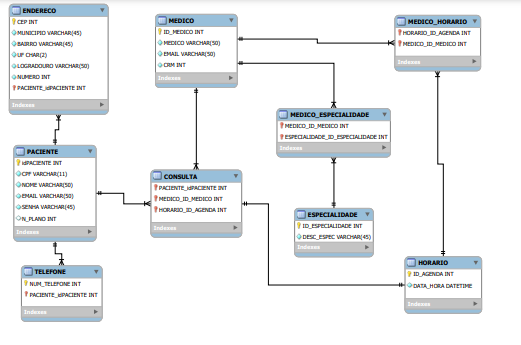 ENDERECO
CEP INT
MUNICIPIO VARCHAR(45)
BAIRRO VARCHAR(45)
UF CHAR(2)
LOGRADOURO VARCHAR(50)
NUMERO INT
PACIENTE_idPACIENTE INT
Indexes
MEDICO
ID_MEDICO INT
MEDICO VARCHAR(50)
EMAIL VARCHAR(50)
CRM INT
Indexes
MEDICO_HORARIO
HORARIO_ID_AGENDA INT
MEDICO_ID_MEDICO INT
Indexes
MEDICO_ESPECIALIDADE
MEDICO_ID_MEDICO INT
ESPECIALIDADE_ID_ESPECIALIDADE INT
Indexes
PACIENTE
idPACIENTE INT
CPF VARCHAR(11)
NOME VARCHAR(50)
EMAIL VARCHAR(50)
SENHA VARCHAR(45)
N_PLANO INT
Indexes
CONSULTA
PACIENTE_idPACIENTE INT
MEDICO_ID_MEDICO INT
HORARIO_ID_AGENDA INT
Indexes
ESPECIALIDADE
ID_ESPECIALIDADE INT
DESC_ESPEC VARCHAR(45)
Indexes
TELEFONE
NUM_TELEFONE INT
PACIENTE_idPACIENTE INT
Indexes
HORARIO
ID_AGENDA INT
DATA_HORA DATETIME
Indexes